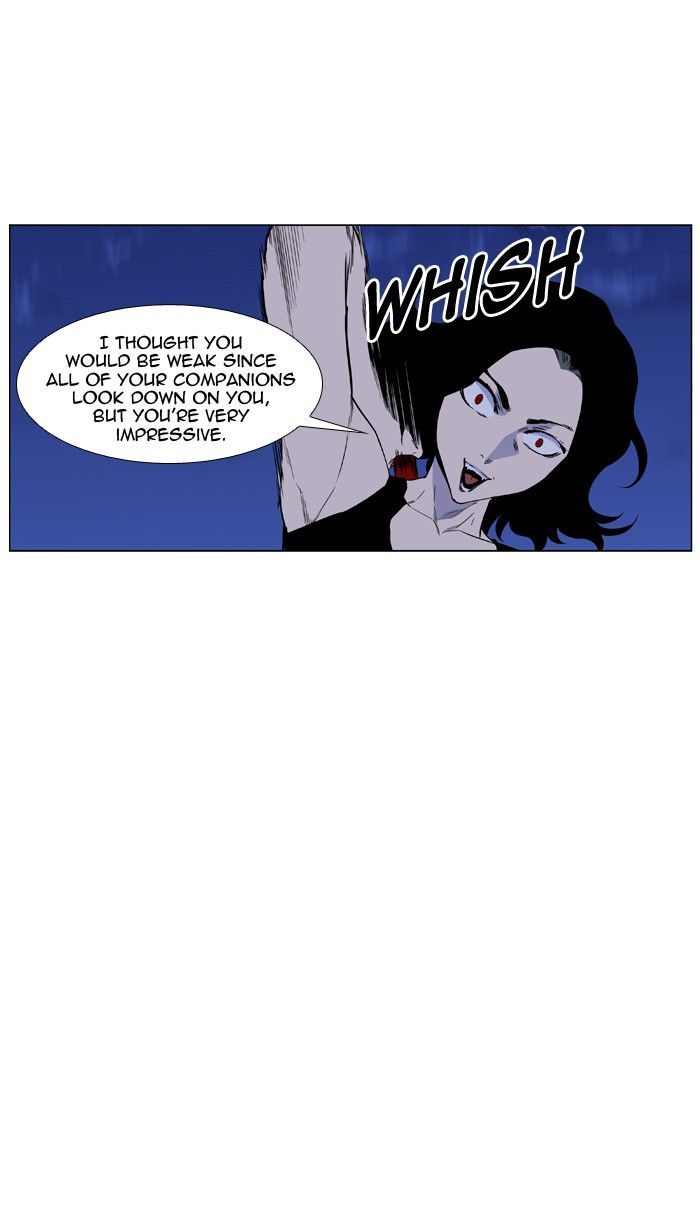 WHISH
I THOUGHT YOU
WOULD BE WEAK SINCE
ALL OF YOUR COMPANIONS
LOOK DOWN ON YOU,
BUT YOU'RE VERY
IMPRESSIVE.